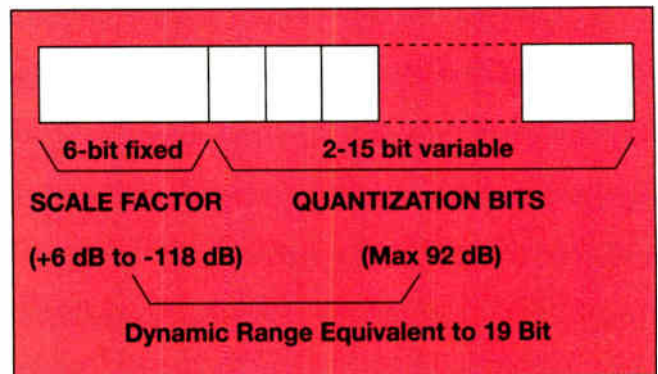 6-bit fixed 2-15 bit variable
SCALE FACTOR QUANTIZATION BITS
(+6 dB to -118 dB) (Max 92 dB)
Dynamic Range Equivalent to 19 Bit